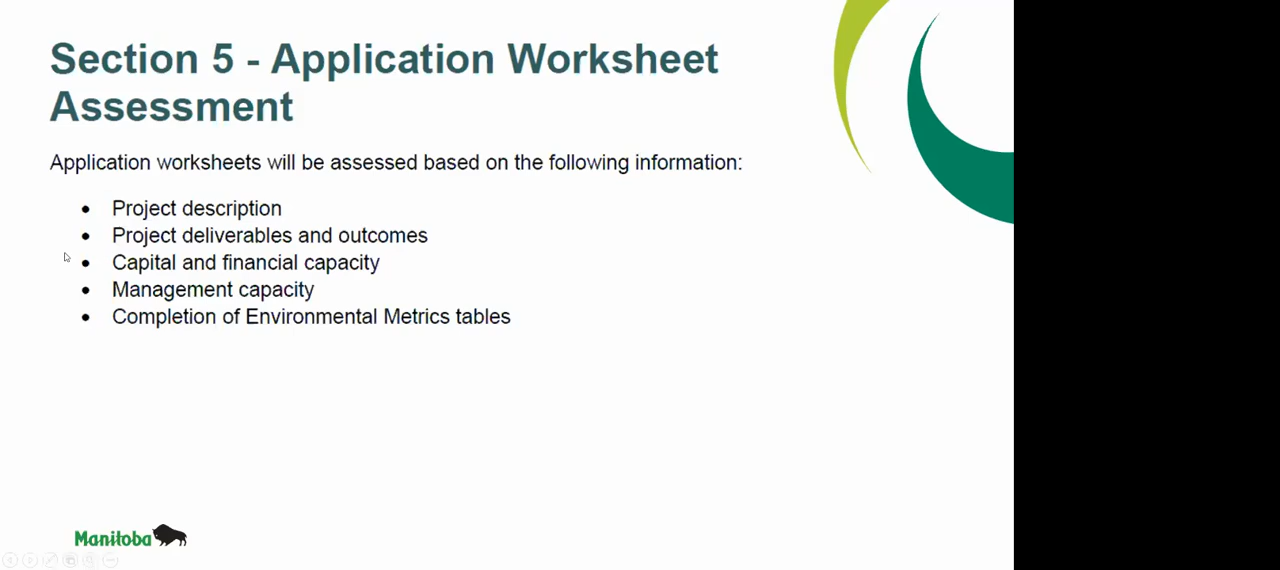 Section 5 - Application Worksheet
Assessment
Application worksheets will be assessed based on the following information:
• Project description
• Project deliverables and outcomes
• Capital and financial capacity
• Management capacity
• Completion of Environmental Metrics tables
Manitoba